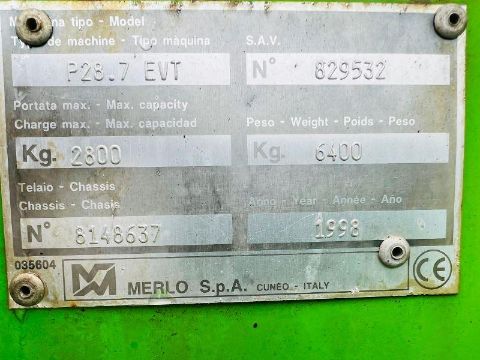 Macchina tipo - Model
Type de machine - Tipo máquina
P28.7 EVT
S.A.V.
N° 829532
Portata max. - Max. capacity
Charge max. - Max. capacidad
Kg. 2800
Peso - Weight - Poids - Peso
Kg. 6400
Telaio - Chassis
Chassis - Chasis
N° 8148637
Anno - Year - Année - Año
1998
035604
MERLO S.p.A. CUNEO - ITALY
CE